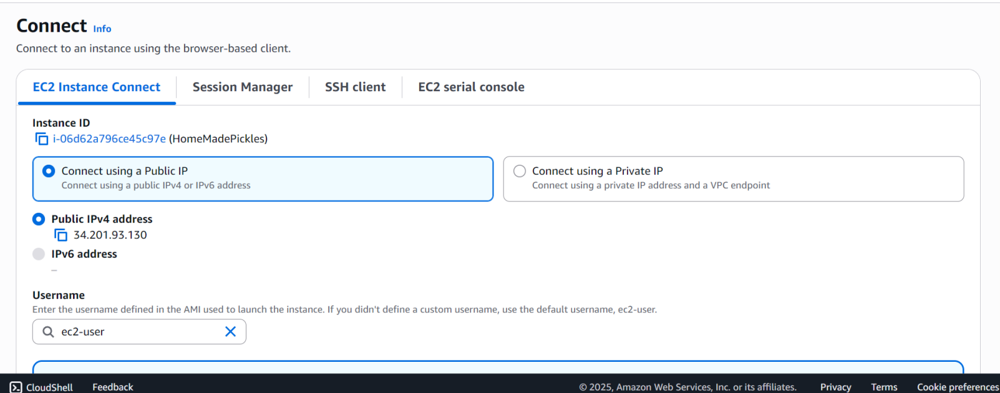 Connect Info
Connect to an instance using the browser-based client.
EC2 Instance Connect Session Manager SSH client EC2 serial console
Instance ID
i-06d62a796ce45c97e (HomeMadePickles)
Connect using a Public IP
Connect using a public IPv4 or IPv6 address
Connect using a Private IP
Connect using a private IP address and a VPC endpoint
Public IPv4 address
34.201.93.130
IPv6 address
–
Username
Enter the username defined in the AMI used to launch the instance. If you didn't define a custom username, use the default username, ec2-user.
ec2-user
CloudShell Feedback © 2025, Amazon Web Services, Inc. or its affiliates. Privacy Terms Cookie preferences